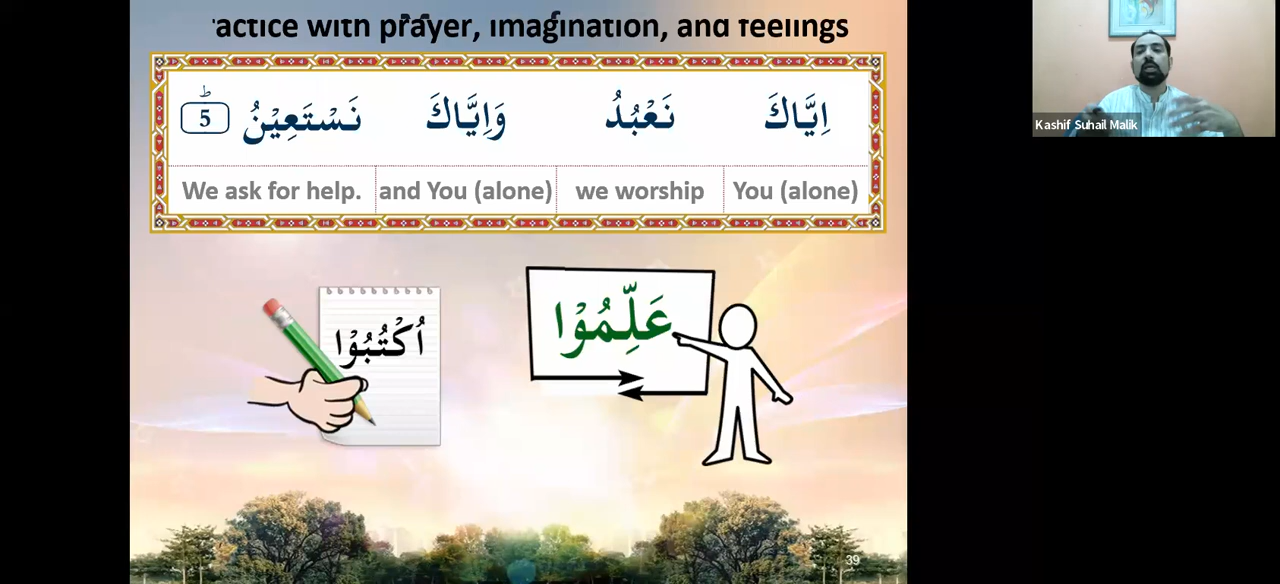 actice with prayer, imagination, and feelings
اِيَّاكَ نَعْبُدُ وَاِيَّاكَ نَسْتَعِيْنُ ؕ 5
You (alone) we worship and You (alone) We ask for help.
عَلِّمُوْا
اُكْتُبُوْا
Kashif Suhail Malik
39